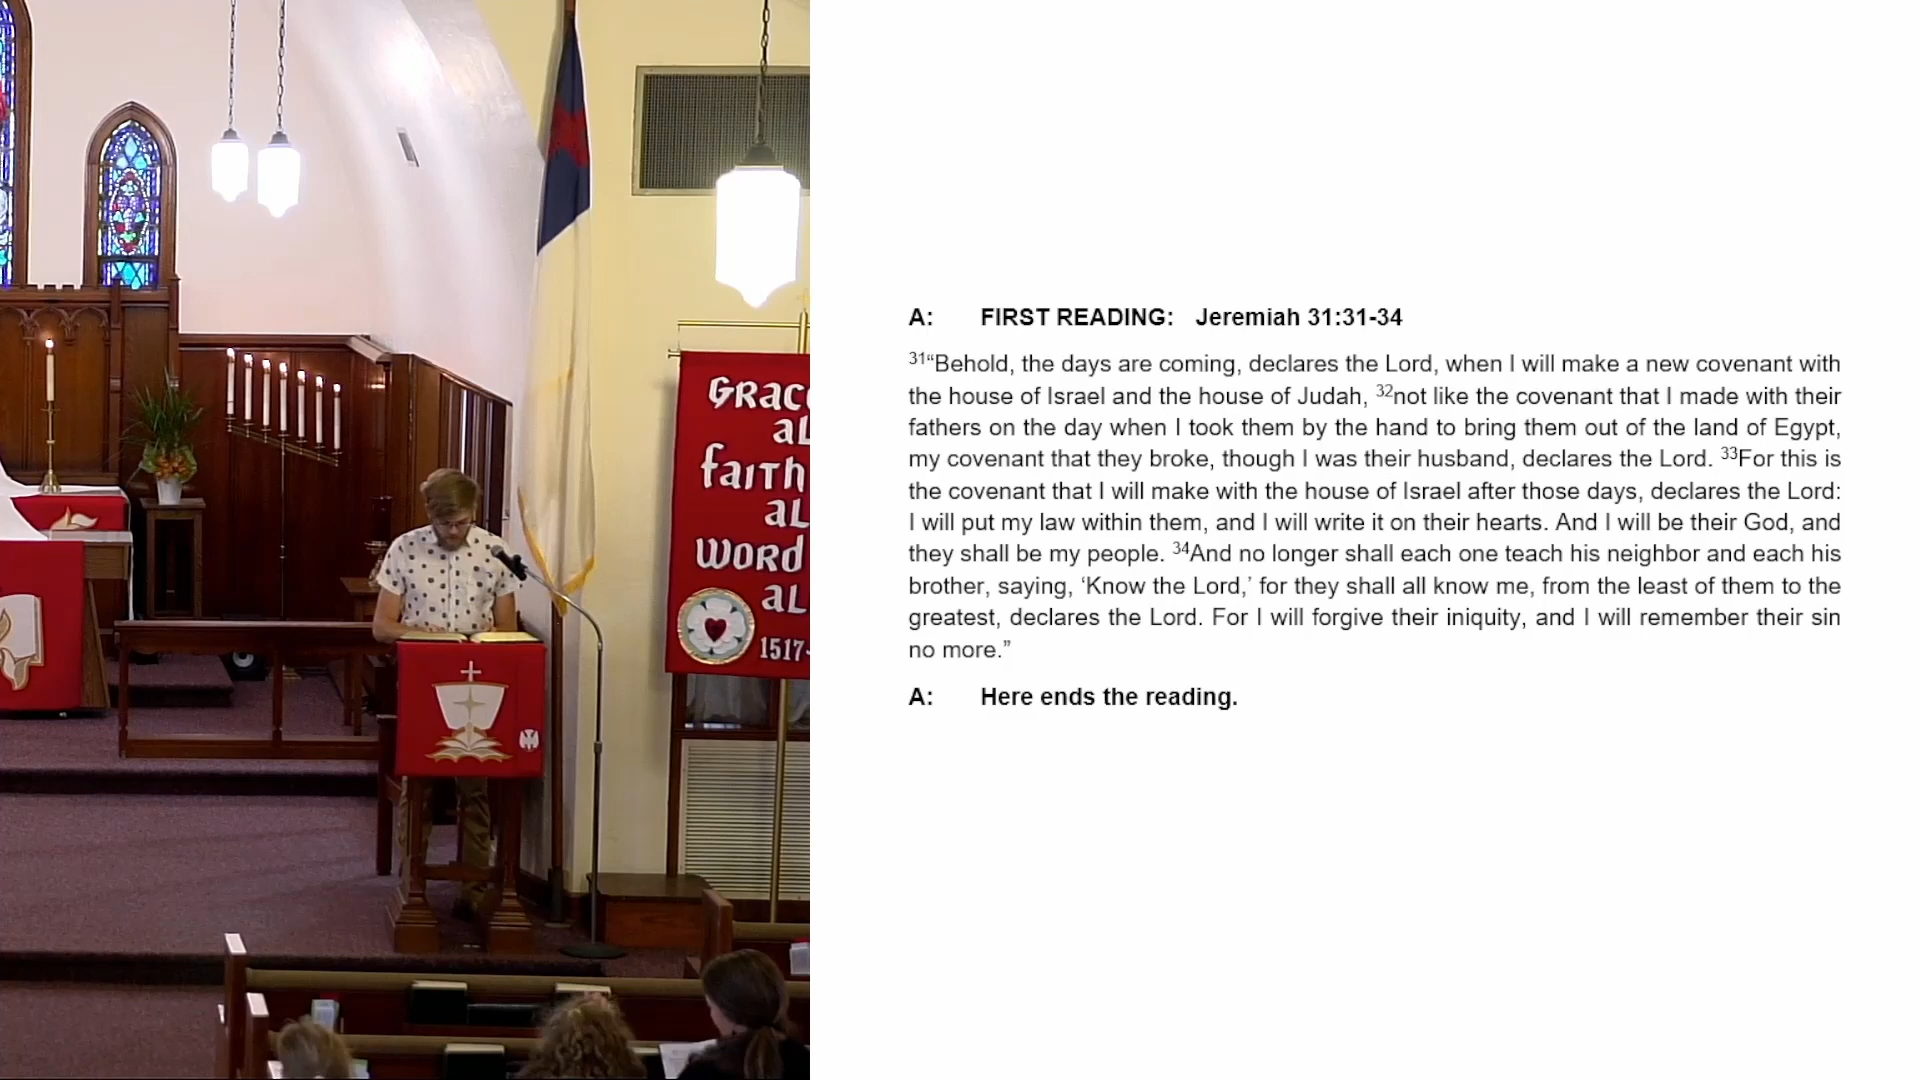 GRACE
faITH
WORD
1517-
A: FIRST READING: Jeremiah 31:31-34
31“Behold, the days are coming, declares the Lord, when I will make a new covenant with
the house of Israel and the house of Judah, 32not like the covenant that I made with their
fathers on the day when I took them by the hand to bring them out of the land of Egypt,
my covenant that they broke, though I was their husband, declares the Lord. 33For this is
the covenant that I will make with the house of Israel after those days, declares the Lord:
I will put my law within them, and I will write it on their hearts. And I will be their God, and
they shall be my people. 34And no longer shall each one teach his neighbor and each his
brother, saying, ‘Know the Lord,’ for they shall all know me, from the least of them to the
greatest, declares the Lord. For I will forgive their iniquity, and I will remember their sin
no more.”
A: Here ends the reading.